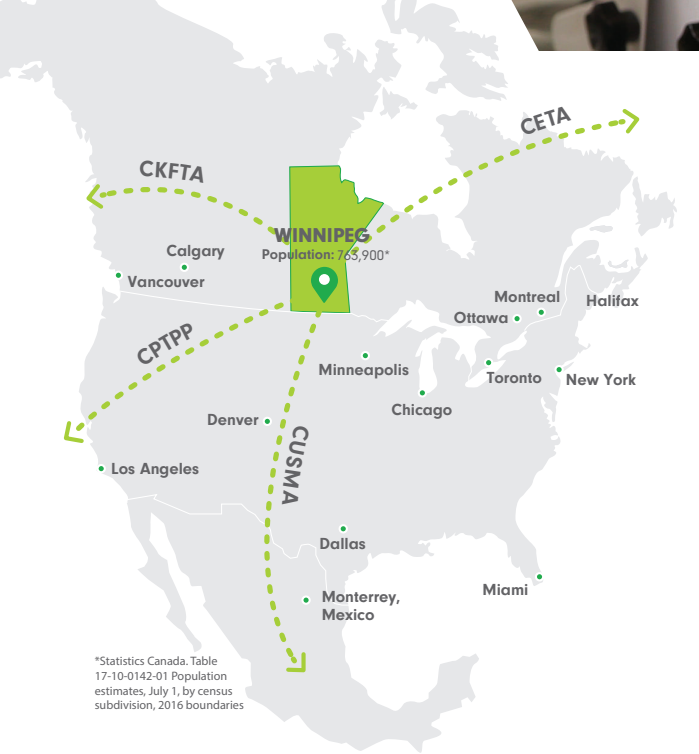 CETA
CKFTA
WINNIPEG
Population: 763,900*
Calgary
Vancouver
Montreal
Halifax
Ottawa
CPTPP
Minneapolis
Toronto
New York
Chicago
Denver
CUSMA
Los Angeles
Dallas
Miami
Monterrey,
Mexico
*Statistics Canada. Table
17-10-0142-01 Population
estimates, July 1, by census
subdivision, 2016 boundaries